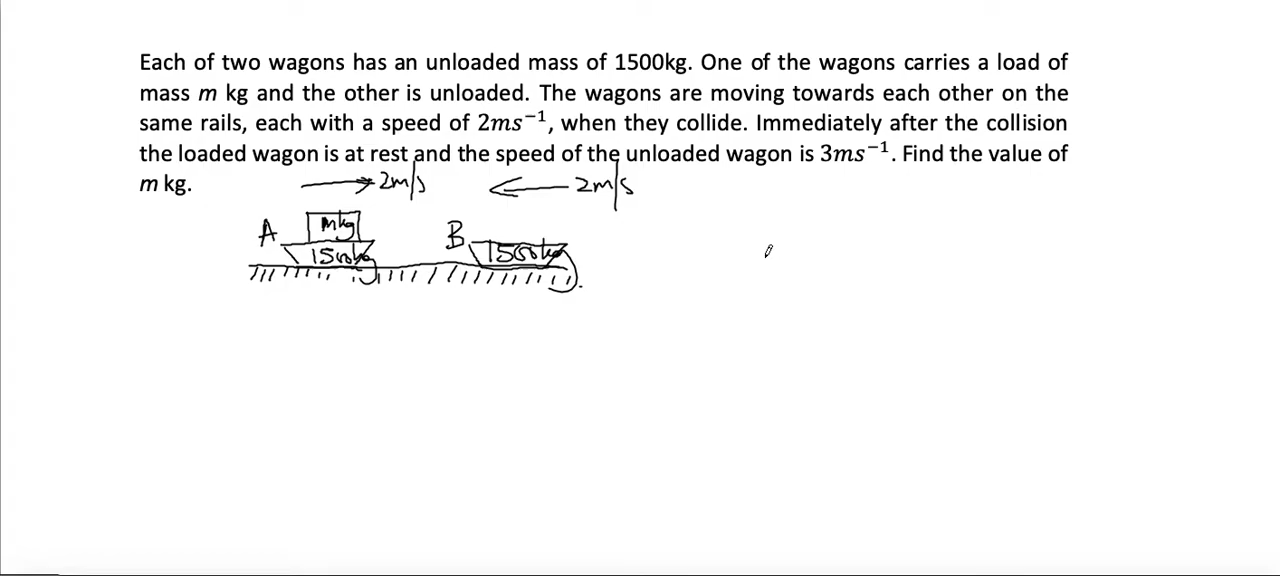 Each of two wagons has an unloaded mass of 1500kg. One of the wagons carries a load of
mass m kg and the other is unloaded. The wagons are moving towards each other on the
same rails, each with a speed of 2ms⁻¹, when they collide. Immediately after the collision
the loaded wagon is at rest and the speed of the unloaded wagon is 3ms⁻¹. Find the value of
m kg.
2m/s 2m/s
A mkg B
1500kg 1500kg